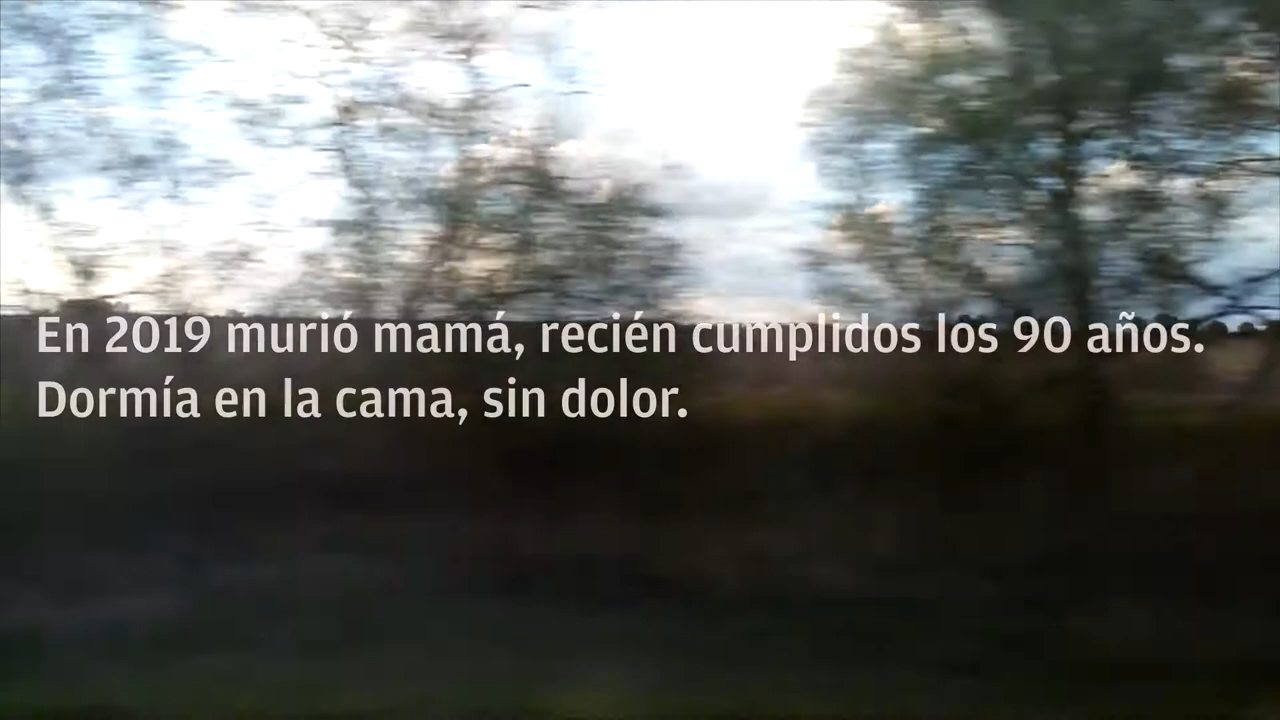 En 2019 murió mamá, recién cumplidos los 90 años.
Dormía en la cama, sin dolor.